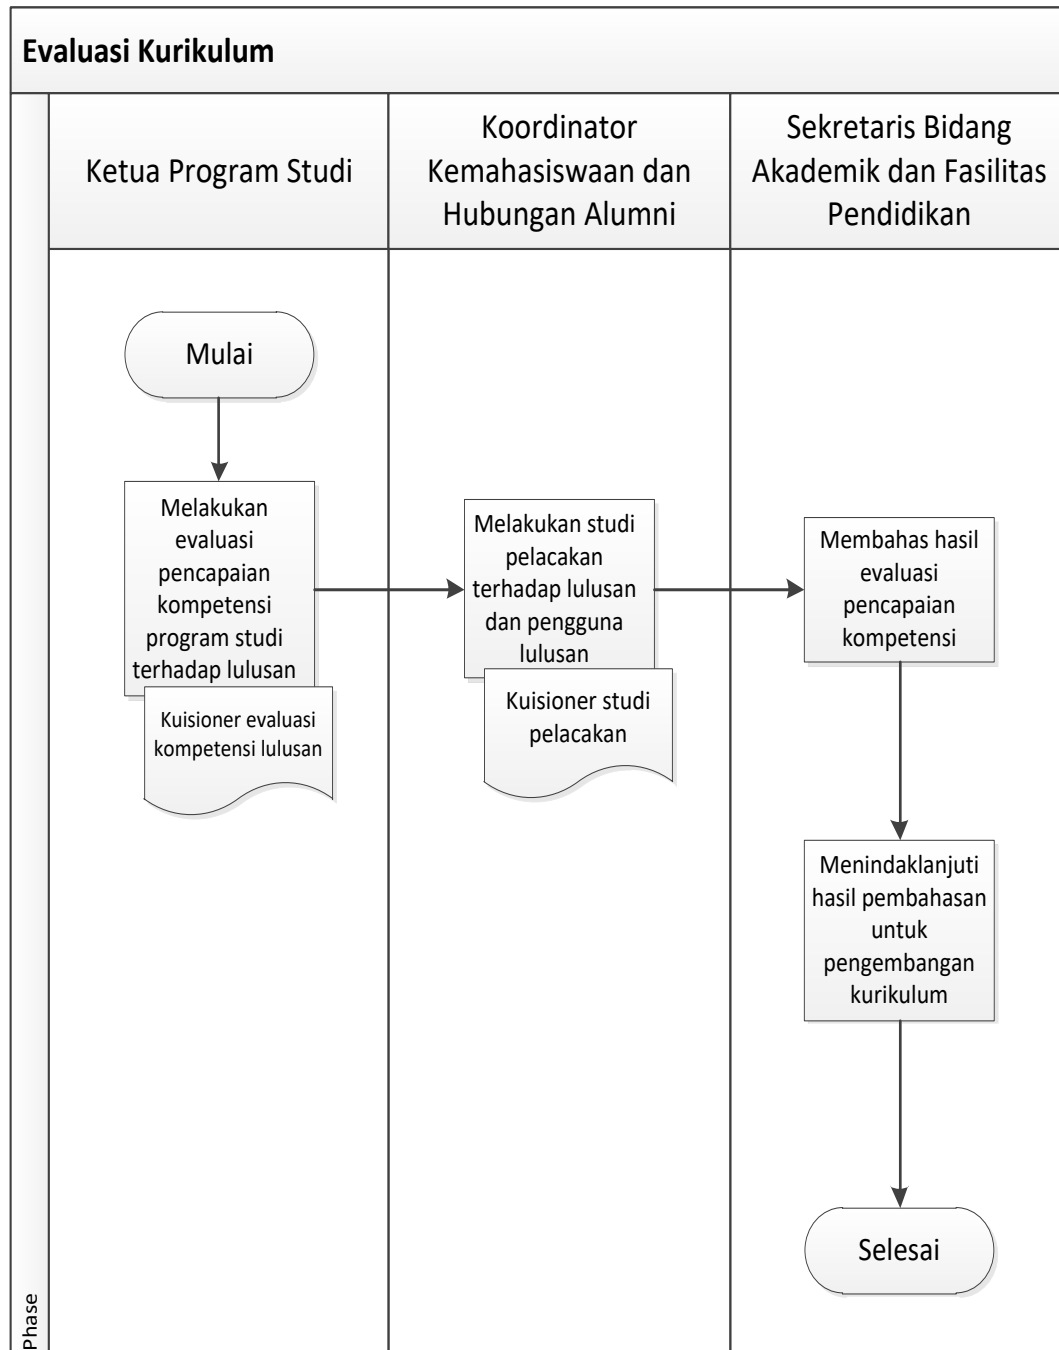 Evaluasi Kurikulum
Ketua Program Studi
Koordinator
Kemahasiswaan dan
Hubungan Alumni
Sekretaris Bidang
Akademik dan Fasilitas
Pendidikan
Mulai
Melakukan
evaluasi
pencapaian
kompetensi
program studi
terhadap lulusan
Kuisioner evaluasi
kompetensi lulusan
Melakukan studi
pelacakan
terhadap lulusan
dan pengguna
lulusan
Kuisioner studi
pelacakan
Membahas hasil
evaluasi
pencapaian
kompetensi
Menindaklanjuti
hasil pembahasan
untuk
pengembangan
kurikulum
Selesai
Phase